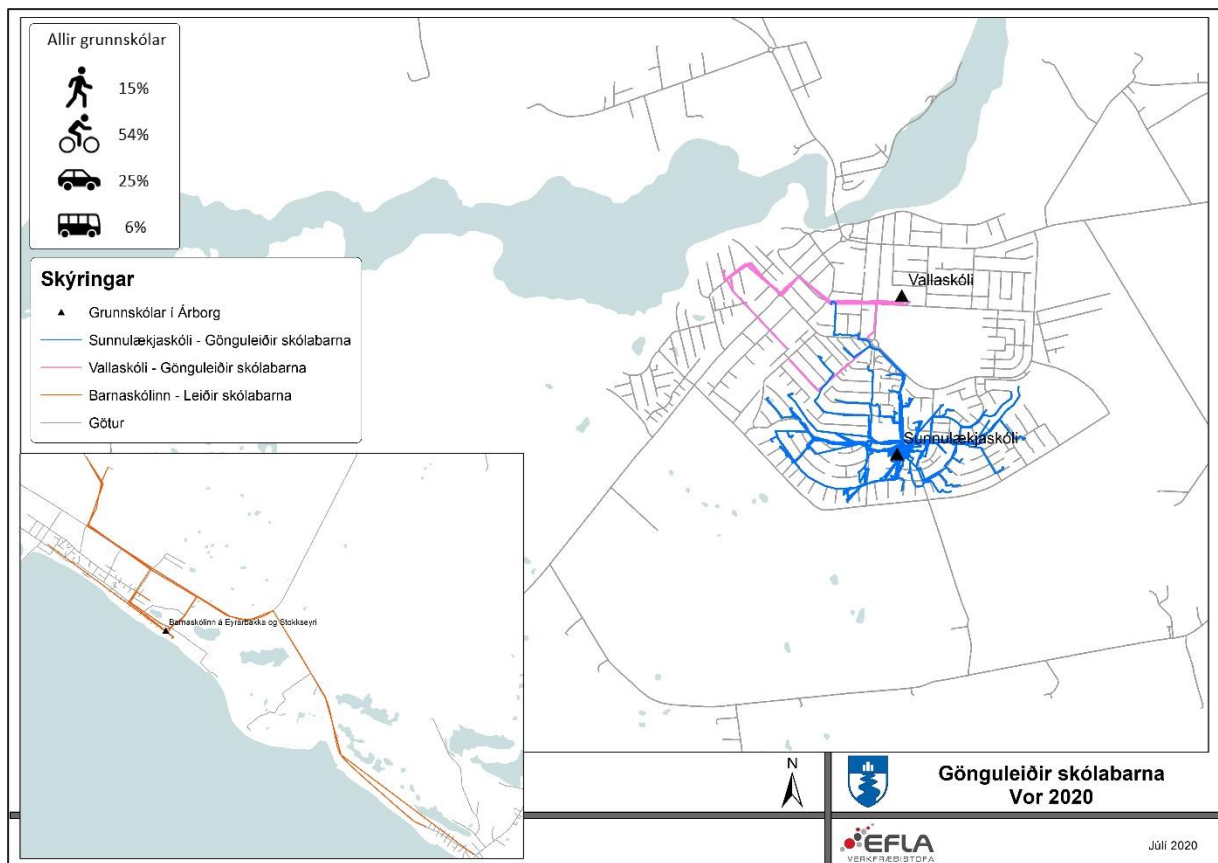 Allir grunnskólar
15%
54%
25%
6%
Skýringar
Grunnskólar í Árborg
Sunnulækjaskóli - Gönguleiðir skólabarna
Vallaskóli - Gönguleiðir skólabarna
Barnaskólinn - Leiðir skólabarna
Götur
Vallaskóli
Sunnulækjaskóli
Barnaskólinn á Eyrarbakka og Stokkseyri
N
Gönguleiðir skólabarna
Vor 2020
EFLA
VERKFRÆÐISTOFA
Júlí 2020